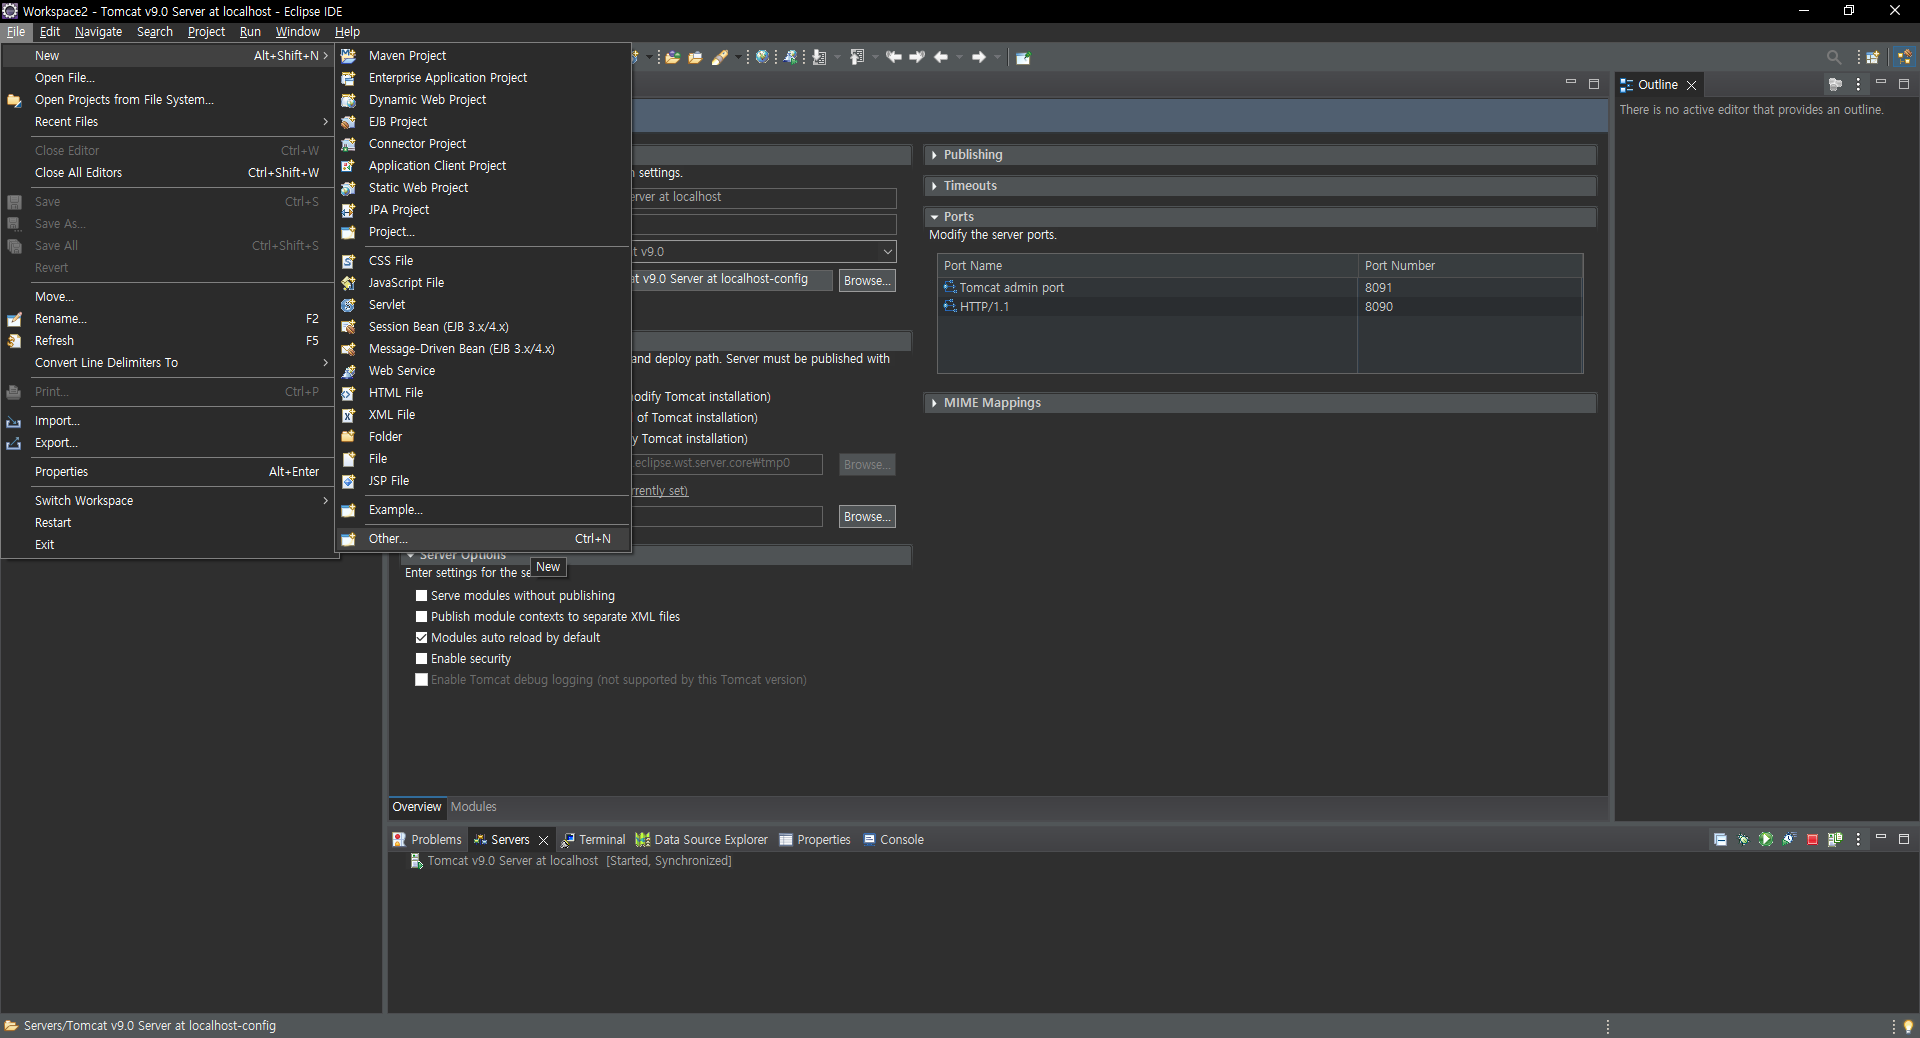 Workspace2 - Tomcat v9.0 Server at localhost - Eclipse IDE
File Edit Navigate Search Project Run Window Help
New Alt+Shift+N
Open File...
Open Projects from File System...
Recent Files
Close Editor Ctrl+W
Close All Editors Ctrl+Shift+W
Save Ctrl+S
Save As...
Save All Ctrl+Shift+S
Revert
Move...
Rename... F2
Refresh F5
Convert Line Delimiters To
Print... Ctrl+P
Import...
Export...
Properties Alt+Enter
Switch Workspace
Restart
Exit
Maven Project
Enterprise Application Project
Dynamic Web Project
EJB Project
Connector Project
Application Client Project
Static Web Project
JPA Project
Project...
CSS File
JavaScript File
Servlet
Session Bean (EJB 3.x/4.x)
Message-Driven Bean (EJB 3.x/4.x)
Web Service
HTML File
XML File
Folder
File
JSP File
Example...
Other... Ctrl+N
New
settings.
at localhost
v9.0
v9.0 Server at localhost-config Browse...
and deploy path. Server must be published with
Tomcat installation)
of Tomcat installation)
Tomcat installation)
.eclipse.wst.server.core₩tmp0 Browse...
set)
Browse...
Server Options
Enter settings for the
Serve modules without publishing
Publish module contexts to separate XML files
Modules auto reload by default
Enable security
Enable Tomcat debug logging (not supported by this Tomcat version)
Publishing
Timeouts
Ports
Modify the server ports.
Port Name Port Number
Tomcat admin port 8091
HTTP/1.1 8090
MIME Mappings
Outline
There is no active editor that provides an outline.
Overview Modules
Problems Servers Terminal Data Source Explorer Properties Console
Tomcat v9.0 Server at localhost [Started, Synchronized]
Servers/Tomcat v9.0 Server at localhost-config